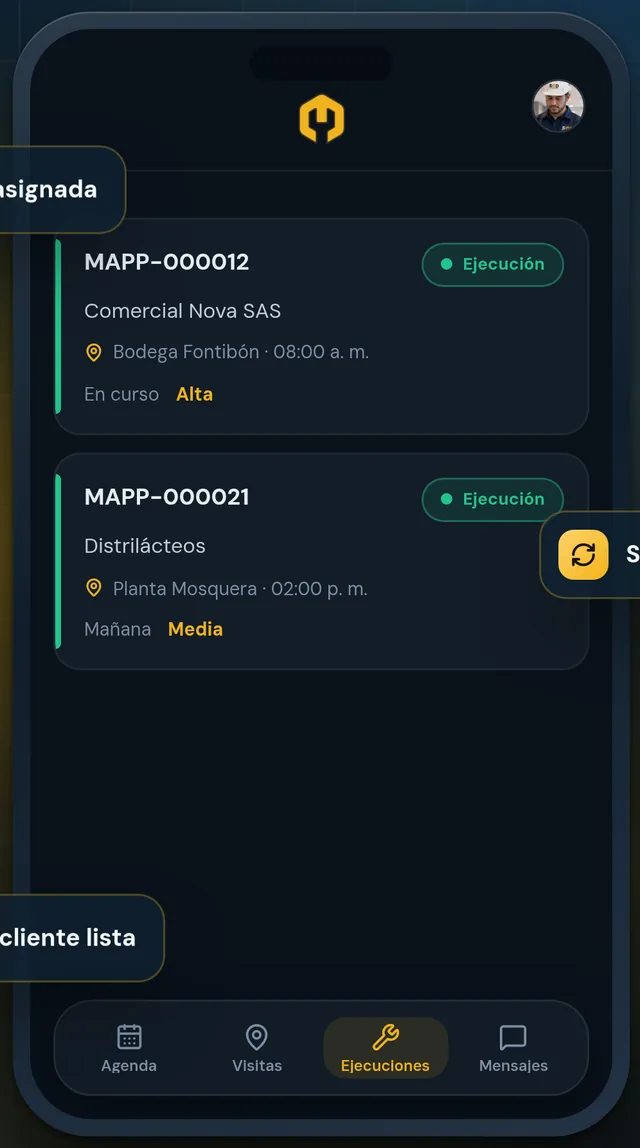 asignada
MAPP-000012
Ejecución
Comercial Nova SAS
Bodega Fontibón · 08:00 a. m.
En curso Alta
MAPP-000021
Ejecución
Distrilácteos
S
Planta Mosquera · 02:00 p. m.
Mañana Media
cliente lista
Agenda
Visitas
Ejecuciones
Mensajes